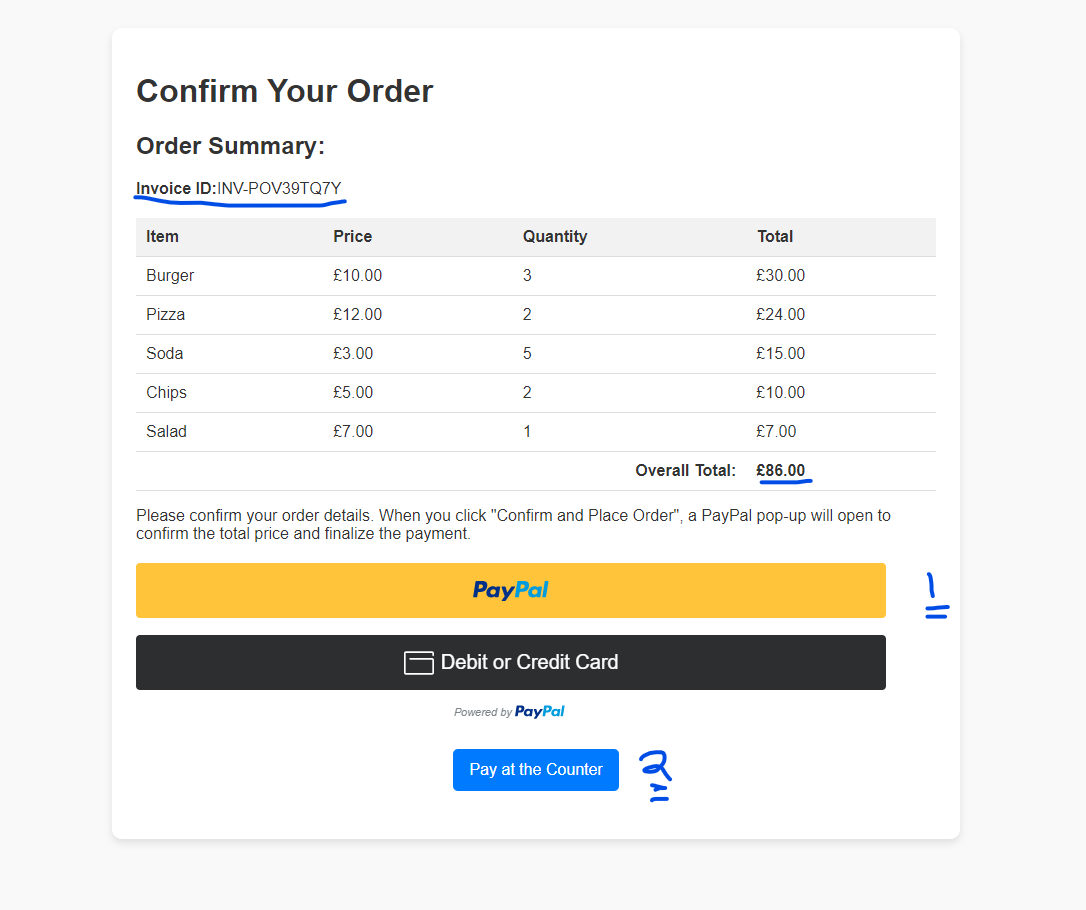 Confirm Your Order
Order Summary:
Invoice ID:INV-POV39TQ7Y
Item Price Quantity Total
Burger £10.00 3 £30.00
Pizza £12.00 2 £24.00
Soda £3.00 5 £15.00
Chips £5.00 2 £10.00
Salad £7.00 1 £7.00
Overall Total: £86.00
Please confirm your order details. When you click "Confirm and Place Order", a PayPal pop-up will open to
confirm the total price and finalize the payment.
PayPal
1
Debit or Credit Card
Powered by PayPal
Pay at the Counter 2